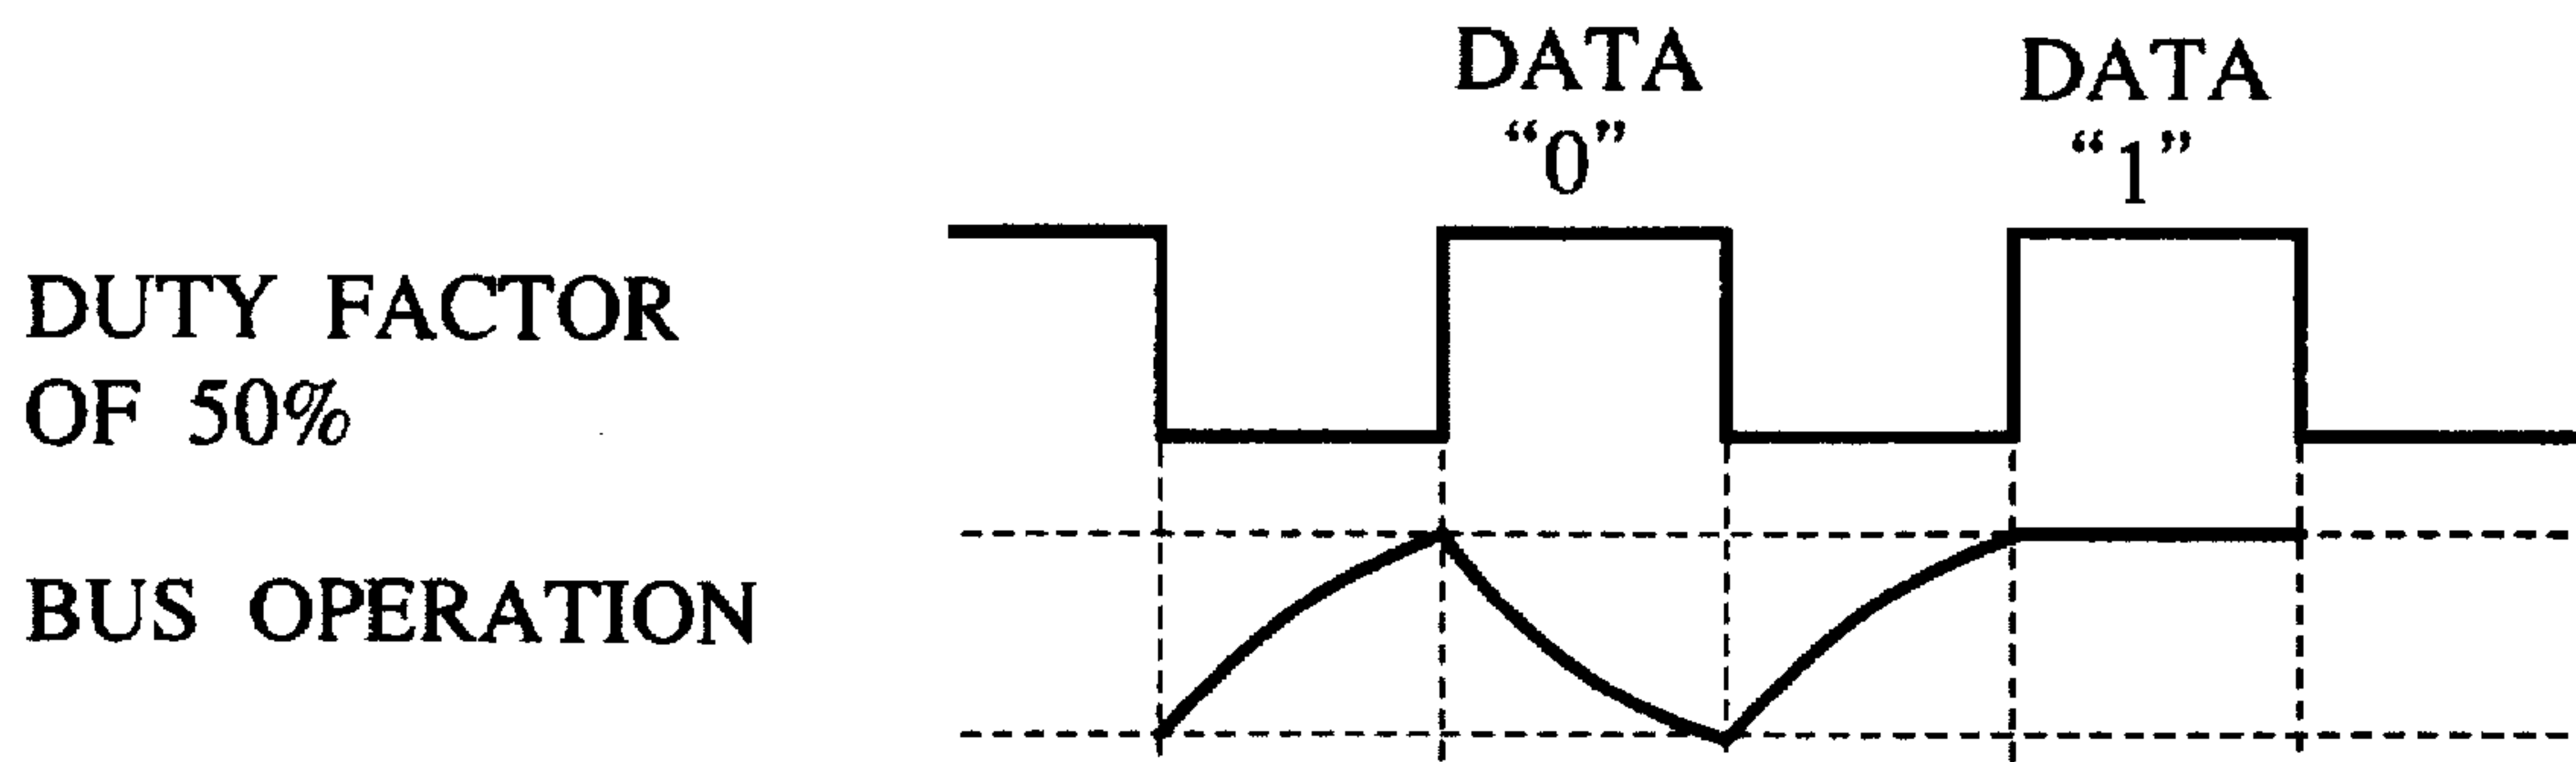 DATA
“0”
DATA
“1”
DUTY FACTOR
OF 50%
BUS OPERATION